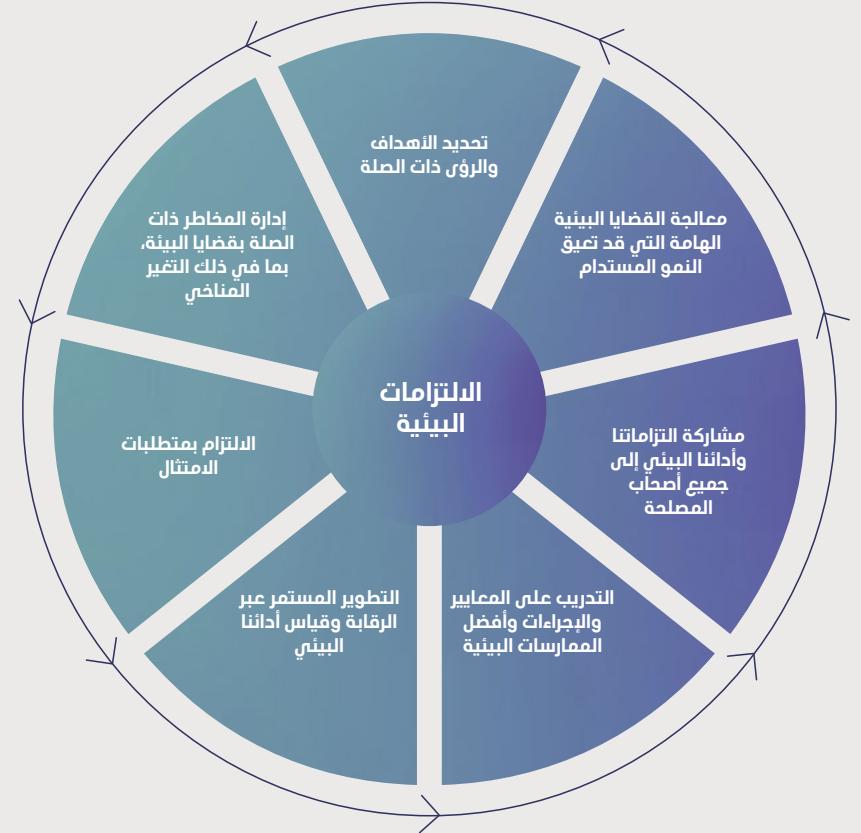 تحديد الأهداف
والرؤى ذات الصلة
إدارة المخاطر ذات
الصلة بقضايا البيئة،
بما في ذلك التغير
المناخي
الالتزام بمتطلبات
الامتثال
التطوير المستمر عبر
الرقابة وقياس أدائنا
البيئي
التدريب على المعايير
والإجراءات وأفضل
الممارسات البيئية
مشاركة التزاماتنا
وأدائنا البيئي إلى
جميع أصحاب
المصلحة
معالجة القضايا البيئية
الهامة التي قد تعيق
النمو المستدام
الالتزامات
البيئية